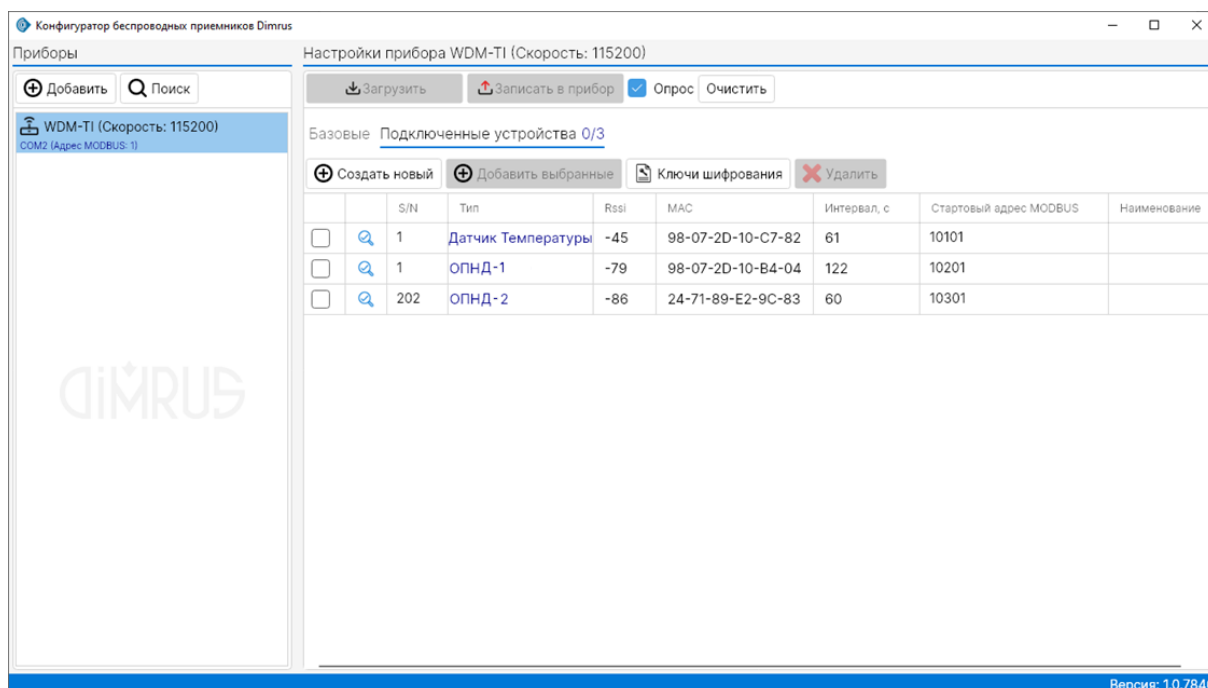 Конфигуратор беспроводных приемников Dimrus
Приборы
Настройки прибора WDM-TI (Скорость: 115200)
Добавить Поиск
Загрузить Записать в прибор Опрос Очистить
WDM-TI (Скорость: 115200)
COM2 (Адрес MODBUS: 1)
Базовые Подключенные устройства 0/3
Создать новый Добавить выбранные Ключи шифрования Удалить
S/N Тип Rssi MAC Интервал, с Стартовый адрес MODBUS Наименование
1 Датчик Температуры -45 98-07-2D-10-C7-82 61 10101
1 ОПНД-1 -79 98-07-2D-10-B4-04 122 10201
202 ОПНД-2 -86 24-71-89-E2-9C-83 60 10301
DIMRUS
Версия: 1.0.784